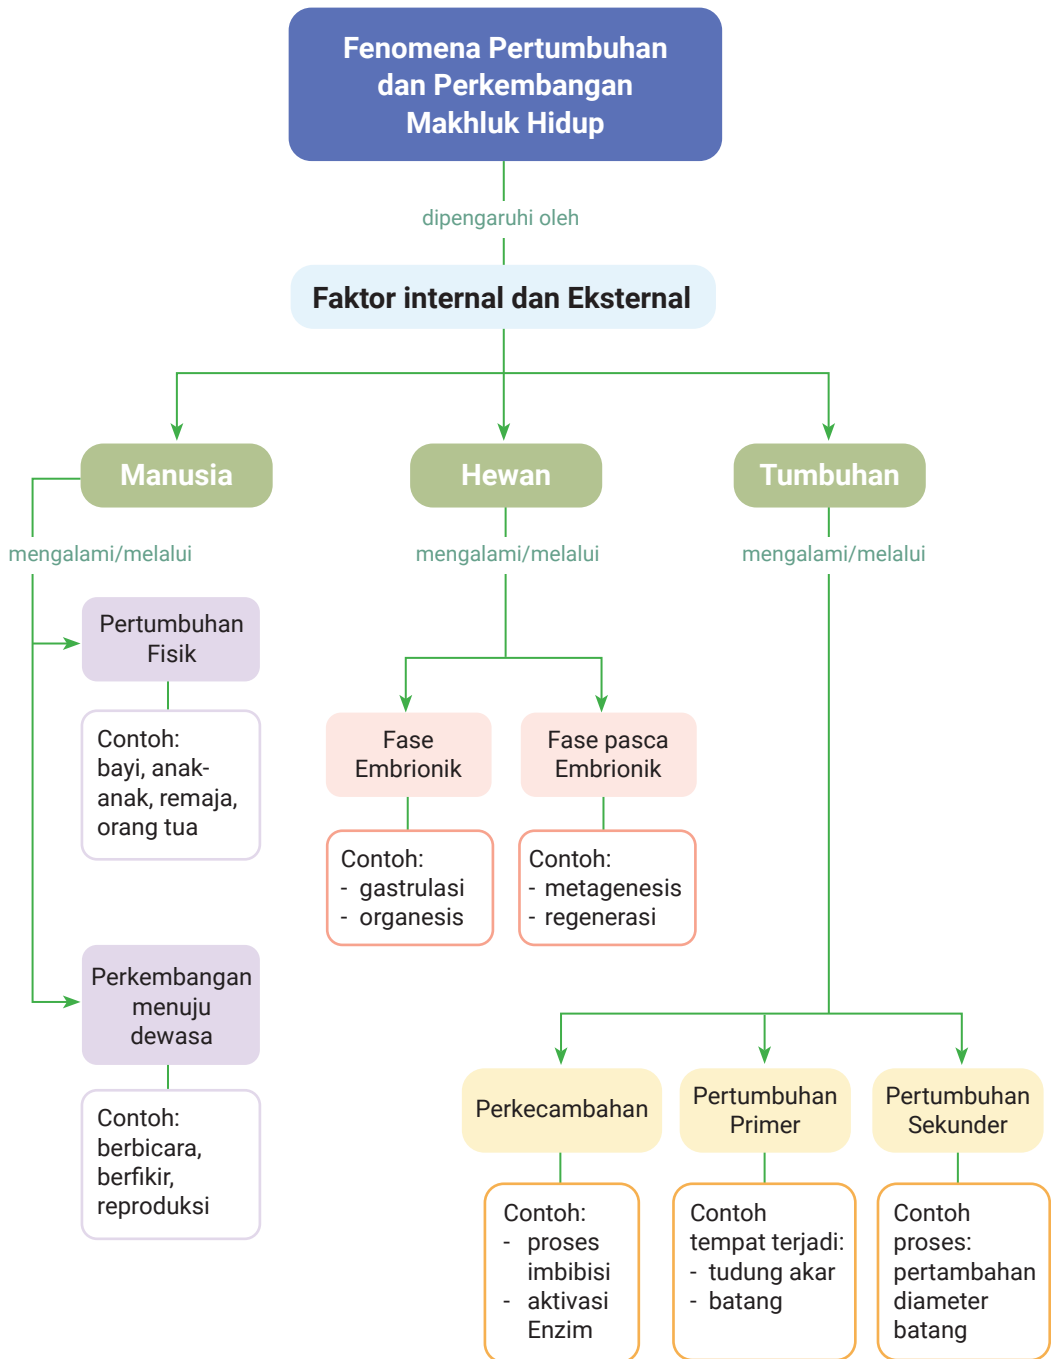 Fenomena Pertumbuhan
dan Perkembangan
Makhluk Hidup
dipengaruhi oleh
Faktor internal dan Eksternal
Manusia
Hewan
Tumbuhan
mengalami/melalui
mengalami/melalui
mengalami/melalui
Pertumbuhan
Fisik
Contoh:
bayi, anak-
anak, remaja,
orang tua
Perkembangan
menuju
dewasa
Contoh:
berbicara,
berfikir,
reproduksi
Fase
Embrionik
Contoh:
- gastrulasi
- organesis
Fase pasca
Embrionik
Contoh:
- metagenesis
- regenerasi
Perkecambahan
Contoh:
- proses
imbibisi
- aktivasi
Enzim
Pertumbuhan
Primer
Contoh
tempat terjadi:
- tudung akar
- batang
Pertumbuhan
Sekunder
Contoh
proses:
pertambahan
diameter
batang